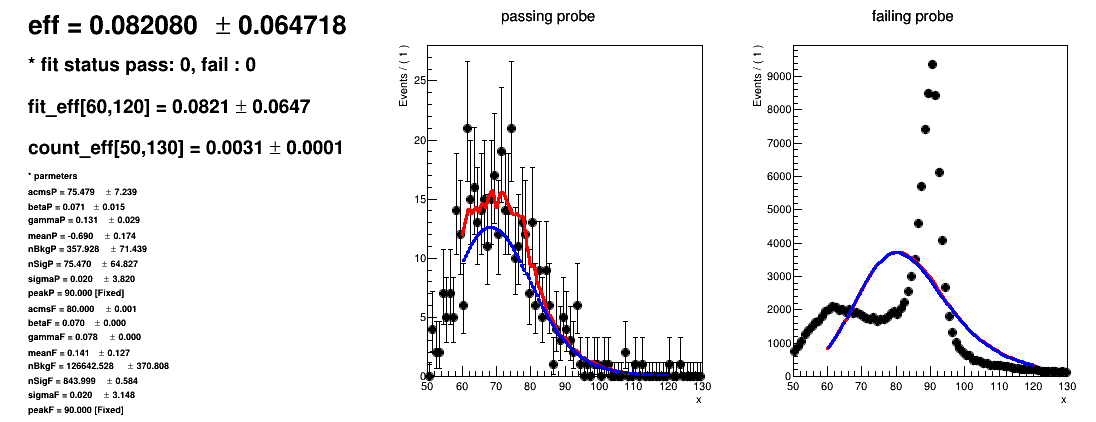 eff = 0.082080 ± 0.064718
* fit status pass: 0, fail : 0
fit_eff[60,120] = 0.0821 ± 0.0647
count_eff[50,130] = 0.0031 ± 0.0001
* parmeters
acmsP = 75.479 ± 7.239
betaP = 0.071 ± 0.015
gammaP = 0.131 ± 0.029
meanP = -0.690 ± 0.174
nBkgP = 357.928 ± 71.439
nSigP = 75.470 ± 64.827
sigmaP = 0.020 ± 3.820
peakP = 90.000 [Fixed]
acmsF = 80.000 ± 0.001
betaF = 0.070 ± 0.000
gammaF = 0.078 ± 0.000
meanF = 0.141 ± 0.127
nBkgF = 126642.528 ± 370.808
nSigF = 843.999 ± 0.584
sigmaF = 0.020 ± 3.148
peakF = 90.000 [Fixed]
passing probe
Events / ( 1 )
25
20
15
10
5
0
50 60 70 80 90 100 110 120 130
x
failing probe
Events / ( 1 )
9000
8000
7000
6000
5000
4000
3000
2000
1000
0
50 60 70 80 90 100 110 120 130
x